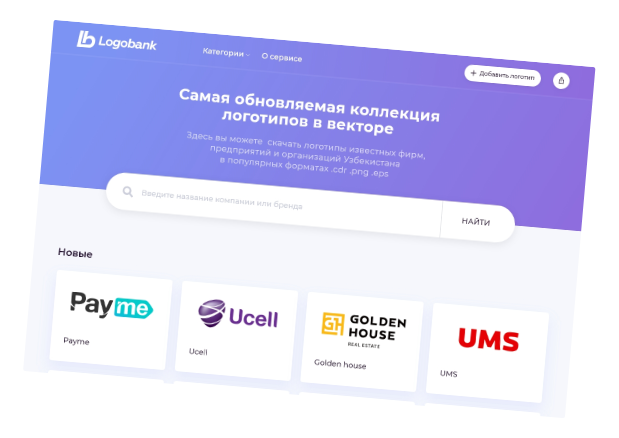 Logobank
Категории
О сервисе
+ Добавить логотип
Самая обновляемая коллекция
логотипов в векторе
Здесь вы можете скачать логотипы известных фирм,
предприятий и организаций Узбекистана
в популярных форматах .cdr .png .eps
Введите название компании или бренда
НАЙТИ
Новые
Payme
Ucell
GOLDEN
HOUSE
REAL ESTATE
UMS
Payme
Ucell
Golden house
UMS